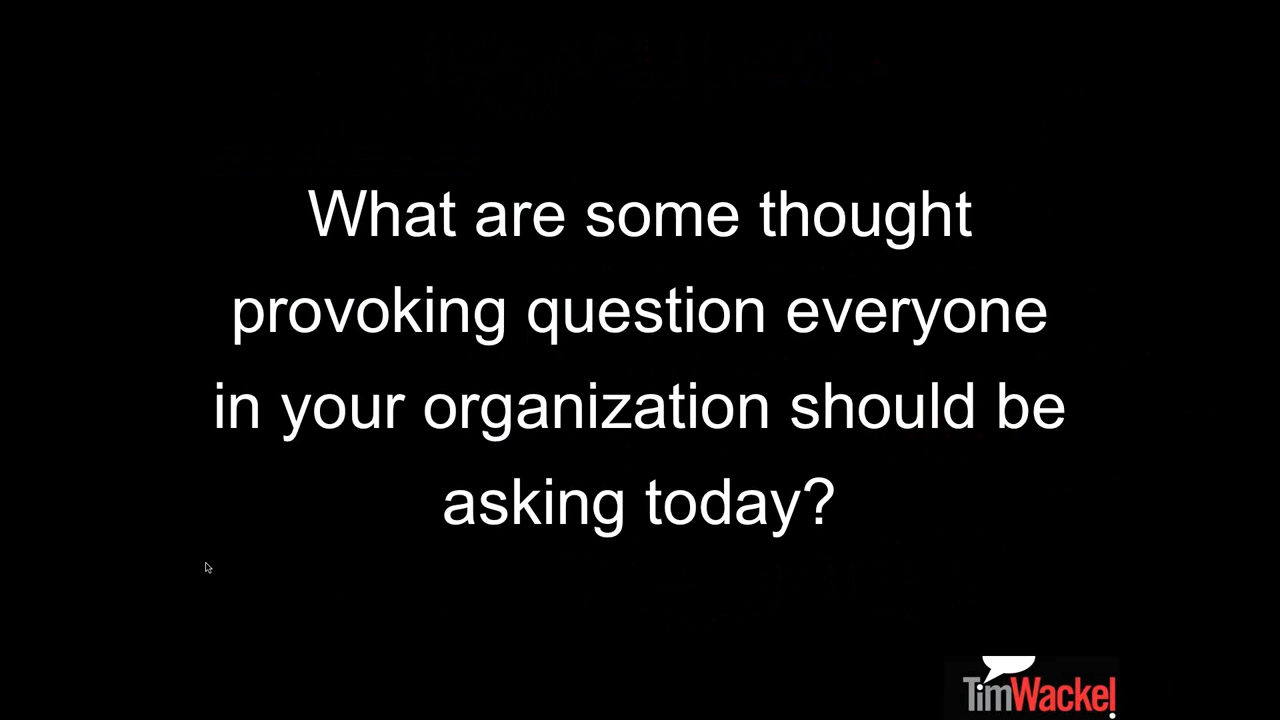 What are some thought
provoking question everyone
in your organization should be
asking today?
TimWackel